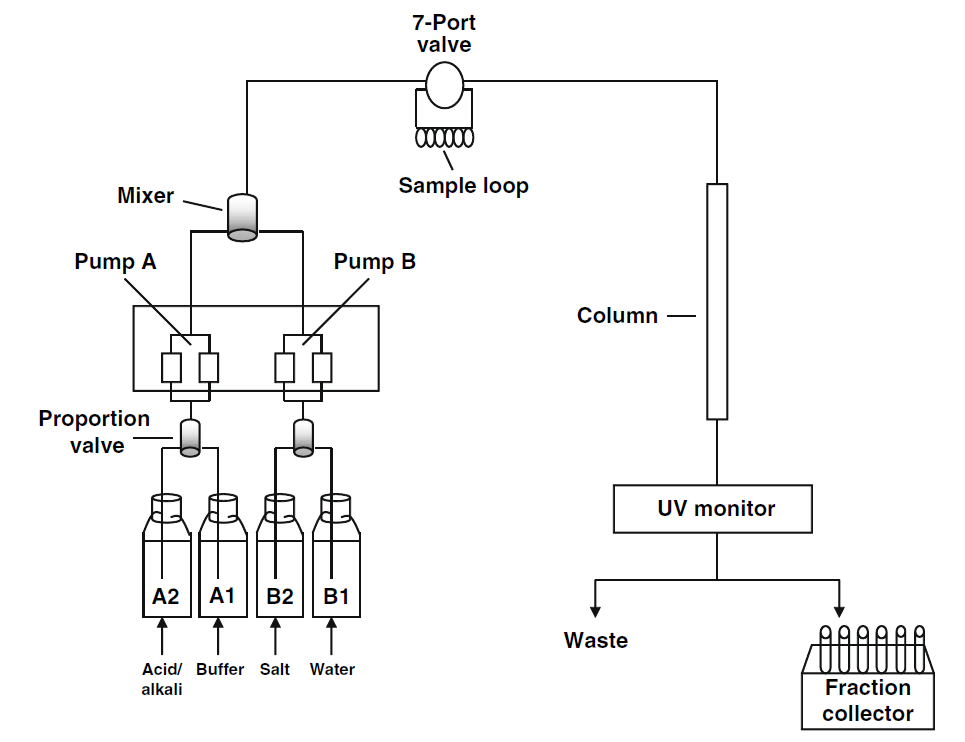 7-Port
valve
Sample loop
Mixer
Pump A
Pump B
Column
Proportion
valve
UV monitor
A2
A1
B2
B1
Waste
Acid/
alkali
Buffer
Salt
Water
Fraction
collector